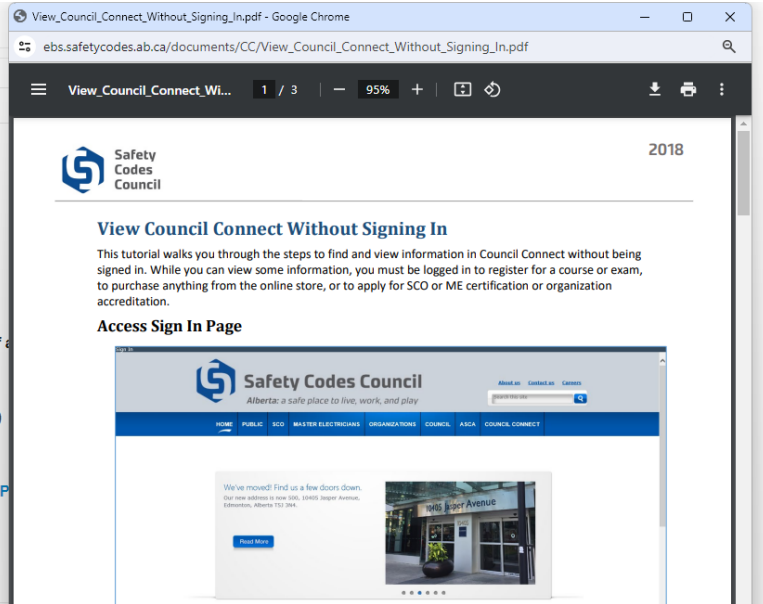 View_Council_Connect_Without_Signing_In.pdf - Google Chrome
ebs.safetycodes.ab.ca/documents/CC/View_Council_Connect_Without_Signing_In.pdf
View_Council_Connect_Wi... 1 / 3 95%
2018
Safety
Codes
Council
View Council Connect Without Signing In
This tutorial walks you through the steps to find and view information in Council Connect without being
signed in. While you can view some information, you must be logged in to register for a course or exam,
to purchase anything from the online store, or to apply for SCO or ME certification or organization
accreditation.
Access Sign In Page
Sign In
Safety Codes Council
Alberta: a safe place to live, work, and play
About us Contact us Careers
Search this site
HOME PUBLIC SCO MASTER ELECTRICIANS ORGANIZATIONS COUNCIL ASCA COUNCIL CONNECT
We've moved! Find us a few doors down.
Our new address is now 500, 10405 Jasper Avenue,
Edmonton, Alberta T5J 3N4.
Read More
10405 Jasper Avenue
10405
P